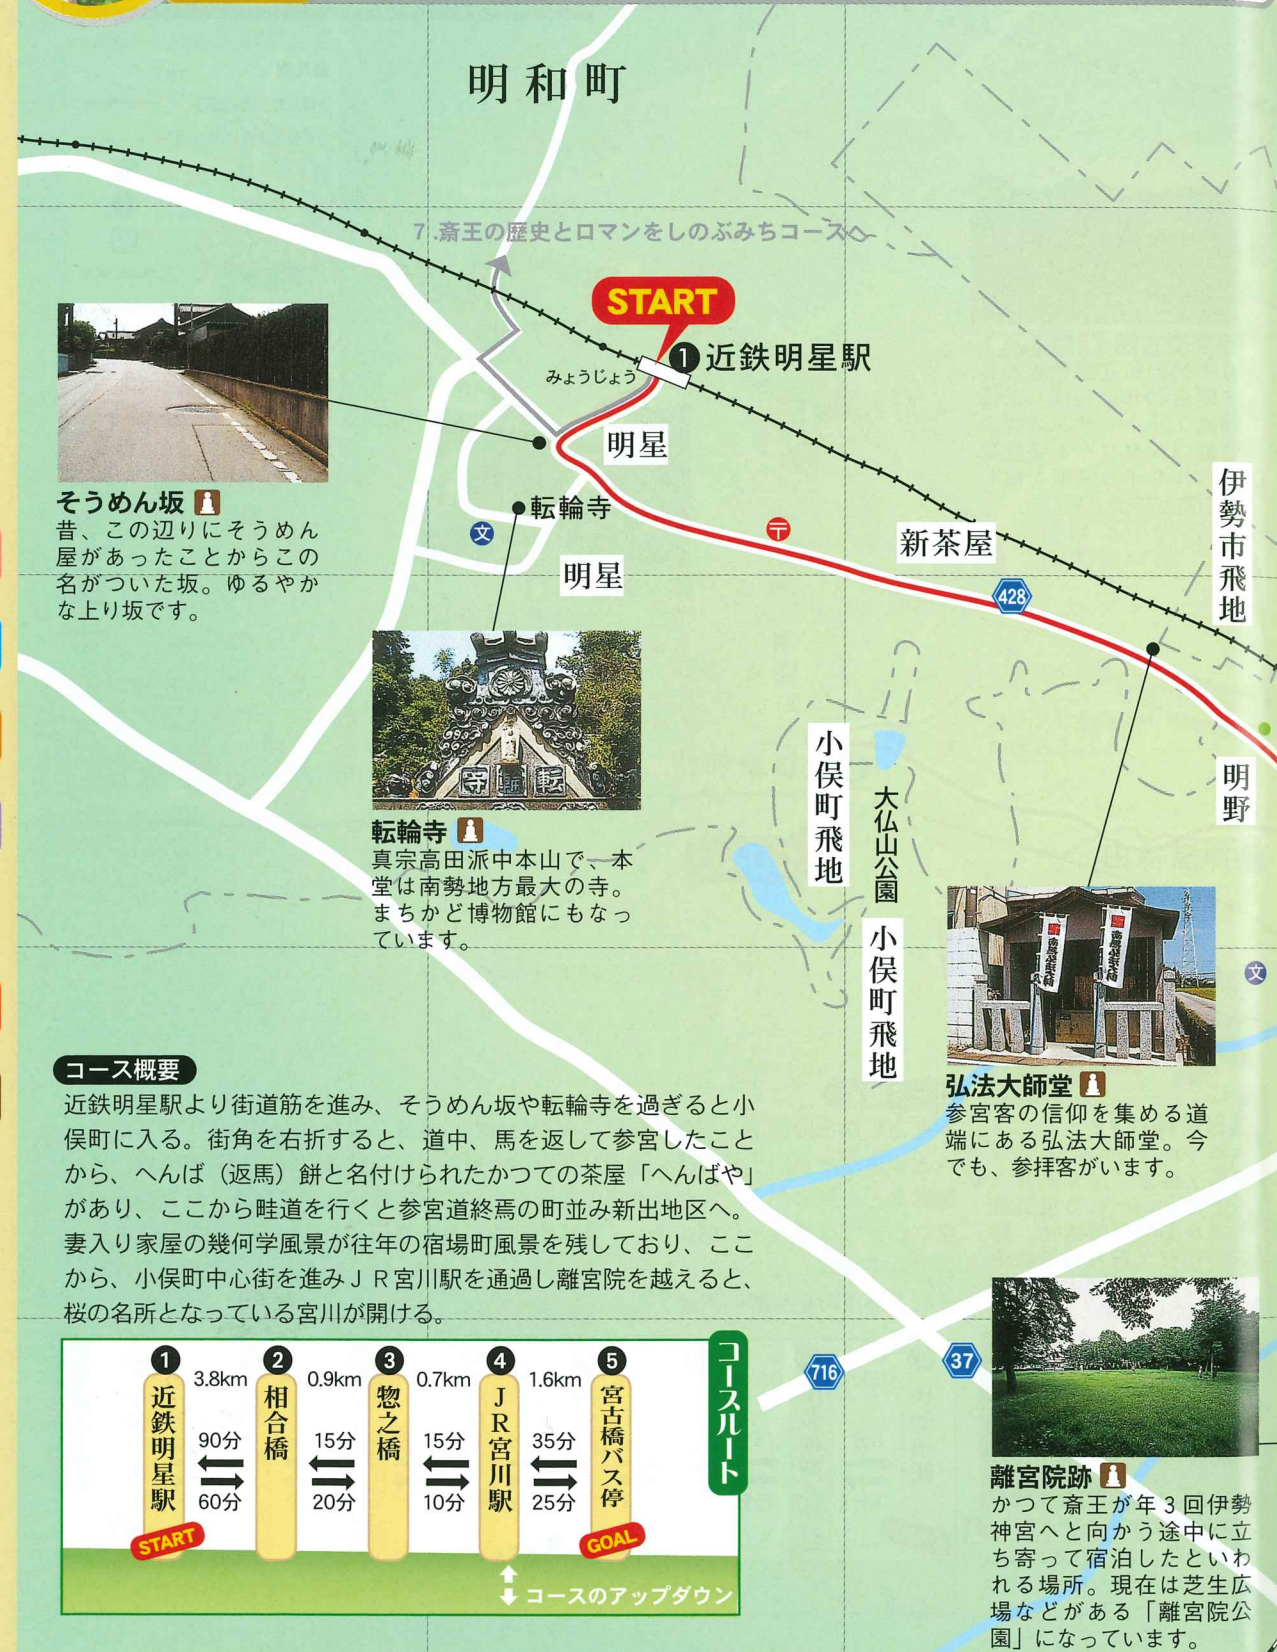 明和町
7.斎王の歴史とロマンをしのぶみちコースへ
START
1 近鉄明星駅
みょうじょう
明星
転輪寺
文
明星
〒
新茶屋
428
伊勢市飛地
明野
小俣町飛地
大仏山公園
小俣町飛地
文
716
37
そうめん坂
昔、この辺りにそうめん
屋があったことからこの
名がついた坂。ゆるやか
な上り坂です。
寺輪転
転輪寺
真宗高田派中本山で、本
堂は南勢地方最大の寺。
まちかど博物館にもなっ
ています。
弘法大師堂
参宮客の信仰を集める道
端にある弘法大師堂。今
でも、参拝客がいます。
コース概要
近鉄明星駅より街道筋を進み、そうめん坂や転輪寺を過ぎると小
俣町に入る。街角を右折すると、道中、馬を返して参宮したこと
から、へんば（返馬）餅と名付けられたかつての茶屋「へんばや」
があり、ここから畦道を行くと参宮道終焉の町並み新出地区へ。
妻入り家屋の幾何学風景が往年の宿場町風景を残しており、ここ
から、小俣町中心街を進みＪＲ宮川駅を通過し離宮院を越えると、
桜の名所となっている宮川が開ける。
コースルート
1 3.8km 2 0.9km 3 0.7km 4 1.6km 5
近鉄明星駅
相合橋
惣之橋
ＪＲ宮川駅
宮古橋バス停
90分 15分 15分 35分
60分 20分 10分 25分
START
GOAL
コースのアップダウン
離宮院跡
かつて斎王が年３回伊勢
神宮へと向かう途中に立
ち寄って宿泊したといわ
れる場所。現在は芝生広
場などがある「離宮院公
園」になっています。